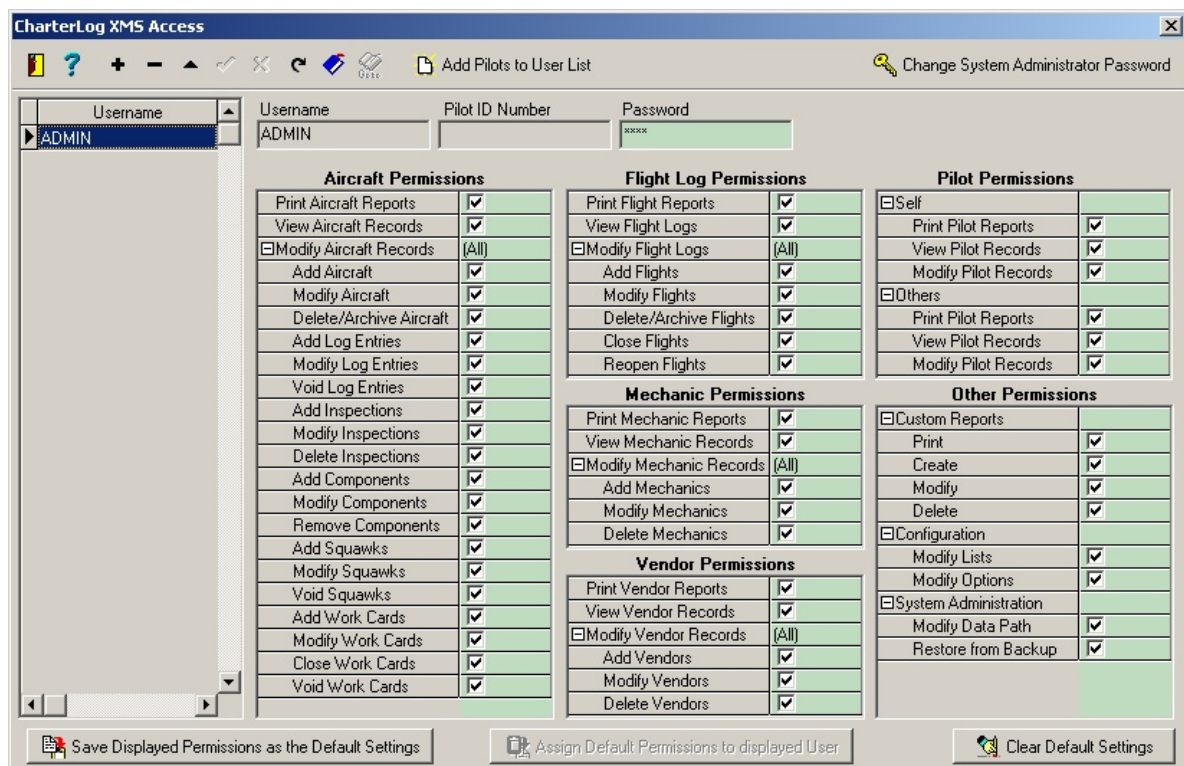 CharterLog XMS Access
Add Pilots to User List
Change System Administrator Password
Username
ADMIN
Username Pilot ID Number Password
ADMIN ****
Aircraft Permissions
Print Aircraft Reports
View Aircraft Records
Modify Aircraft Records (All)
Add Aircraft
Modify Aircraft
Delete/Archive Aircraft
Add Log Entries
Modify Log Entries
Void Log Entries
Add Inspections
Modify Inspections
Delete Inspections
Add Components
Modify Components
Remove Components
Add Squawks
Modify Squawks
Void Squawks
Add Work Cards
Modify Work Cards
Close Work Cards
Void Work Cards
Flight Log Permissions
Print Flight Reports
View Flight Logs
Modify Flight Logs (All)
Add Flights
Modify Flights
Delete/Archive Flights
Close Flights
Reopen Flights
Mechanic Permissions
Print Mechanic Reports
View Mechanic Records
Modify Mechanic Records (All)
Add Mechanics
Modify Mechanics
Delete Mechanics
Vendor Permissions
Print Vendor Reports
View Vendor Records
Modify Vendor Records (All)
Add Vendors
Modify Vendors
Delete Vendors
Pilot Permissions
Self
Print Pilot Reports
View Pilot Records
Modify Pilot Records
Others
Print Pilot Reports
View Pilot Records
Modify Pilot Records
Other Permissions
Custom Reports
Print
Create
Modify
Delete
Configuration
Modify Lists
Modify Options
System Administration
Modify Data Path
Restore from Backup
Save Displayed Permissions as the Default Settings
Assign Default Permissions to displayed User
Clear Default Settings